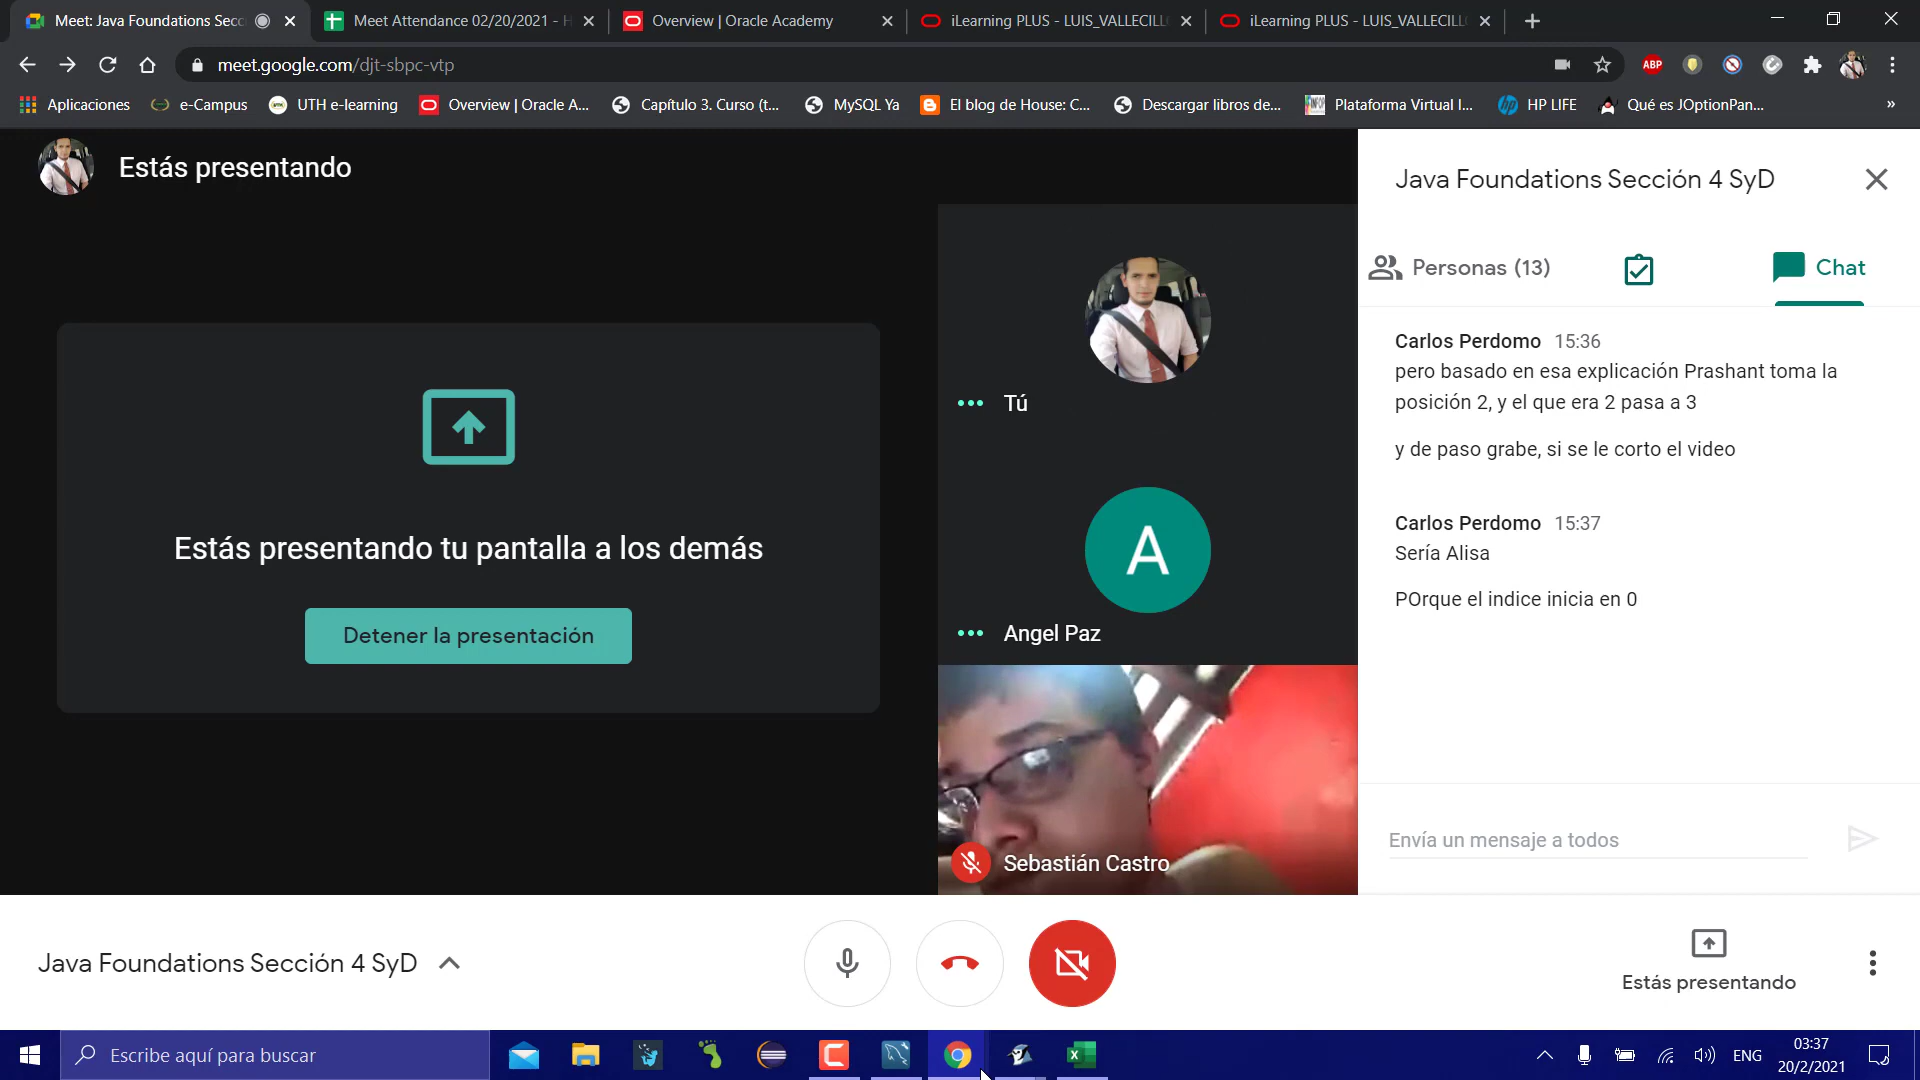 Meet: Java Foundations Secc
Meet Attendance 02/20/2021 - H
Overview | Oracle Academy
iLearning PLUS - LUIS_VALLECILL
iLearning PLUS - LUIS_VALLECILL
meet.google.com/djt-sbpc-vtp
ABP
Aplicaciones
e-Campus
UTH e-learning
Overview | Oracle A...
Capítulo 3. Curso (t...
MySQL Ya
El blog de House: C...
Descargar libros de...
Plataforma Virtual I...
HP LIFE
Qué es JOptionPan...
»
Estás presentando
Estás presentando tu pantalla a los demás
Detener la presentación
Tú
A
Angel Paz
Sebastián Castro
Java Foundations Sección 4 SyD
Personas (13)
Chat
Carlos Perdomo 15:36
pero basado en esa explicación Prashant toma la
posición 2, y el que era 2 pasa a 3
y de paso grabe, si se le corto el video
Carlos Perdomo 15:37
Sería Alisa
POrque el indice inicia en 0
Envía un mensaje a todos
Java Foundations Sección 4 SyD
Estás presentando
Escribe aquí para buscar
ENG
03:37
20/2/2021